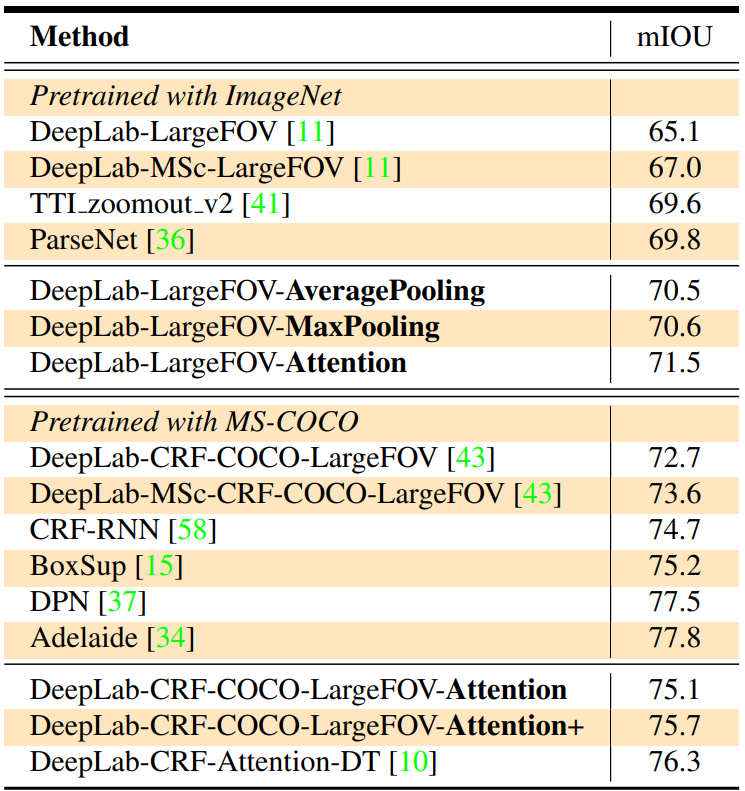 Method mIOU
Pretrained with ImageNet
DeepLab-LargeFOV [11] 65.1
DeepLab-MSc-LargeFOV [11] 67.0
TTI_zoomout_v2 [41] 69.6
ParseNet [36] 69.8
DeepLab-LargeFOV-AveragePooling 70.5
DeepLab-LargeFOV-MaxPooling 70.6
DeepLab-LargeFOV-Attention 71.5
Pretrained with MS-COCO
DeepLab-CRF-COCO-LargeFOV [43] 72.7
DeepLab-MSc-CRF-COCO-LargeFOV [43] 73.6
CRF-RNN [58] 74.7
BoxSup [15] 75.2
DPN [37] 77.5
Adelaide [34] 77.8
DeepLab-CRF-COCO-LargeFOV-Attention 75.1
DeepLab-CRF-COCO-LargeFOV-Attention+ 75.7
DeepLab-CRF-Attention-DT [10] 76.3